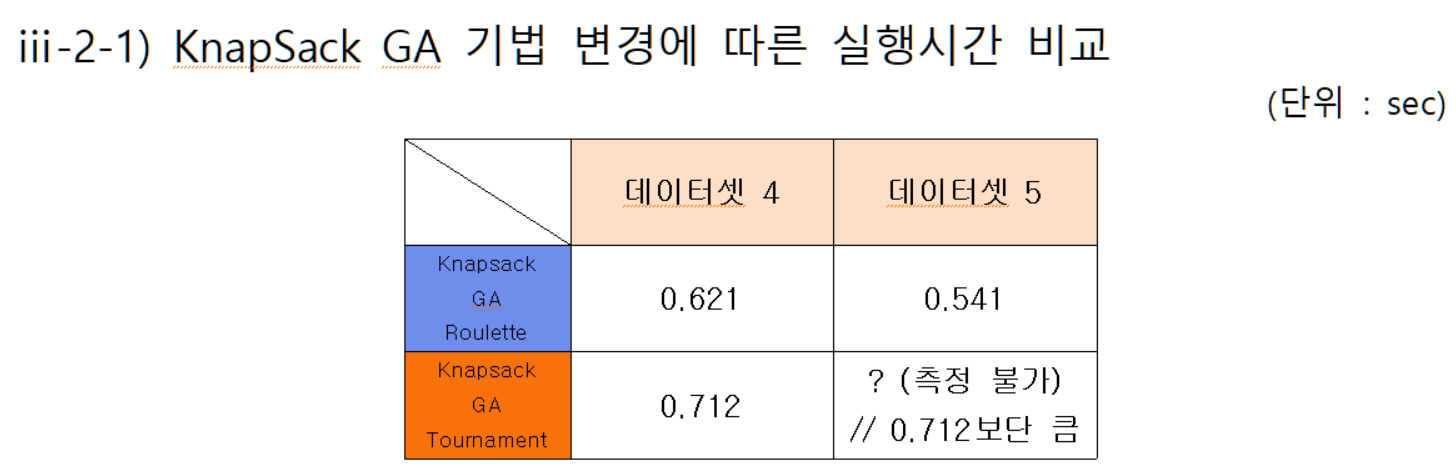 iii-2-1) KnapSack GA 기법 변경에 따른 실행시간 비교
(단위 : sec)
데이터셋 4
데이터셋 5
Knapsack
GA
Roulette
0.621
0.541
Knapsack
GA
Tournament
0.712
? (측정 불가)
// 0.712보단 큼